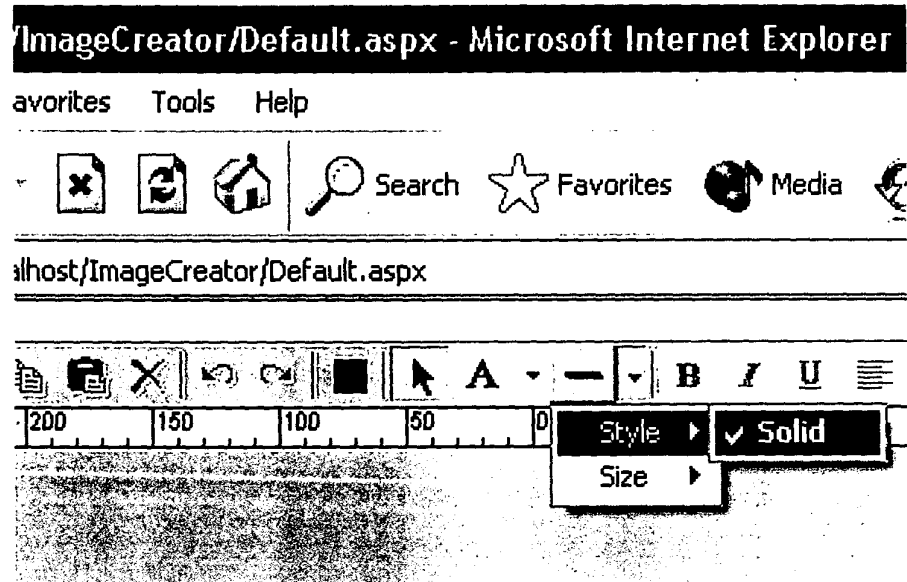 /ImageCreator/Default.aspx - Microsoft Internet Explorer
avorites Tools Help
Search Favorites Media
alhost/ImageCreator/Default.aspx
A B I U
200 150 100 50 0
Style Solid
Size